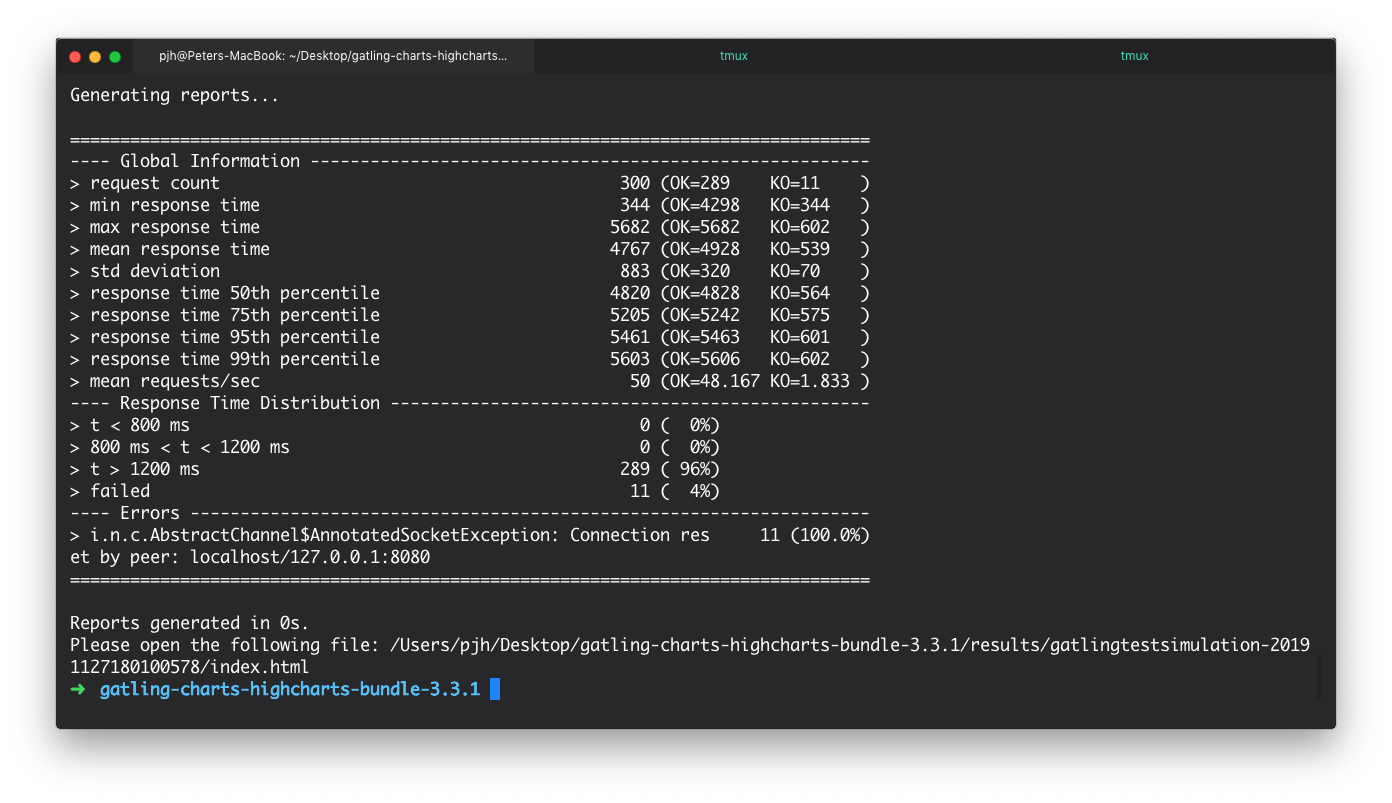 pjh@Peters-MacBook: ~/Desktop/gatling-charts-highcharts... tmux tmux
Generating reports...
================================================================================
---- Global Information --------------------------------------------------------
> request count                                        300 (OK=289    KO=11    )
> min response time                                    344 (OK=4298   KO=344   )
> max response time                                   5682 (OK=5682   KO=602   )
> mean response time                                  4767 (OK=4928   KO=539   )
> std deviation                                        883 (OK=320    KO=70    )
> response time 50th percentile                       4820 (OK=4828   KO=564   )
> response time 75th percentile                       5205 (OK=5242   KO=575   )
> response time 95th percentile                       5461 (OK=5463   KO=601   )
> response time 99th percentile                       5603 (OK=5606   KO=602   )
> mean requests/sec                                     50 (OK=48.167 KO=1.833 )
---- Response Time Distribution ------------------------------------------------
> t < 800 ms                                             0 (  0%)
> 800 ms < t < 1200 ms                                   0 (  0%)
> t > 1200 ms                                          289 ( 96%)
> failed                                                11 (  4%)
---- Errors --------------------------------------------------------------------
> i.n.c.AbstractChannel$AnnotatedSocketException: Connection res     11 (100.0%)
et by peer: localhost/127.0.0.1:8080
================================================================================
Reports generated in 0s.
Please open the following file: /Users/pjh/Desktop/gatling-charts-highcharts-bundle-3.3.1/results/gatlingtestsimulation-2019
1127180100578/index.html
➜ gatling-charts-highcharts-bundle-3.3.1